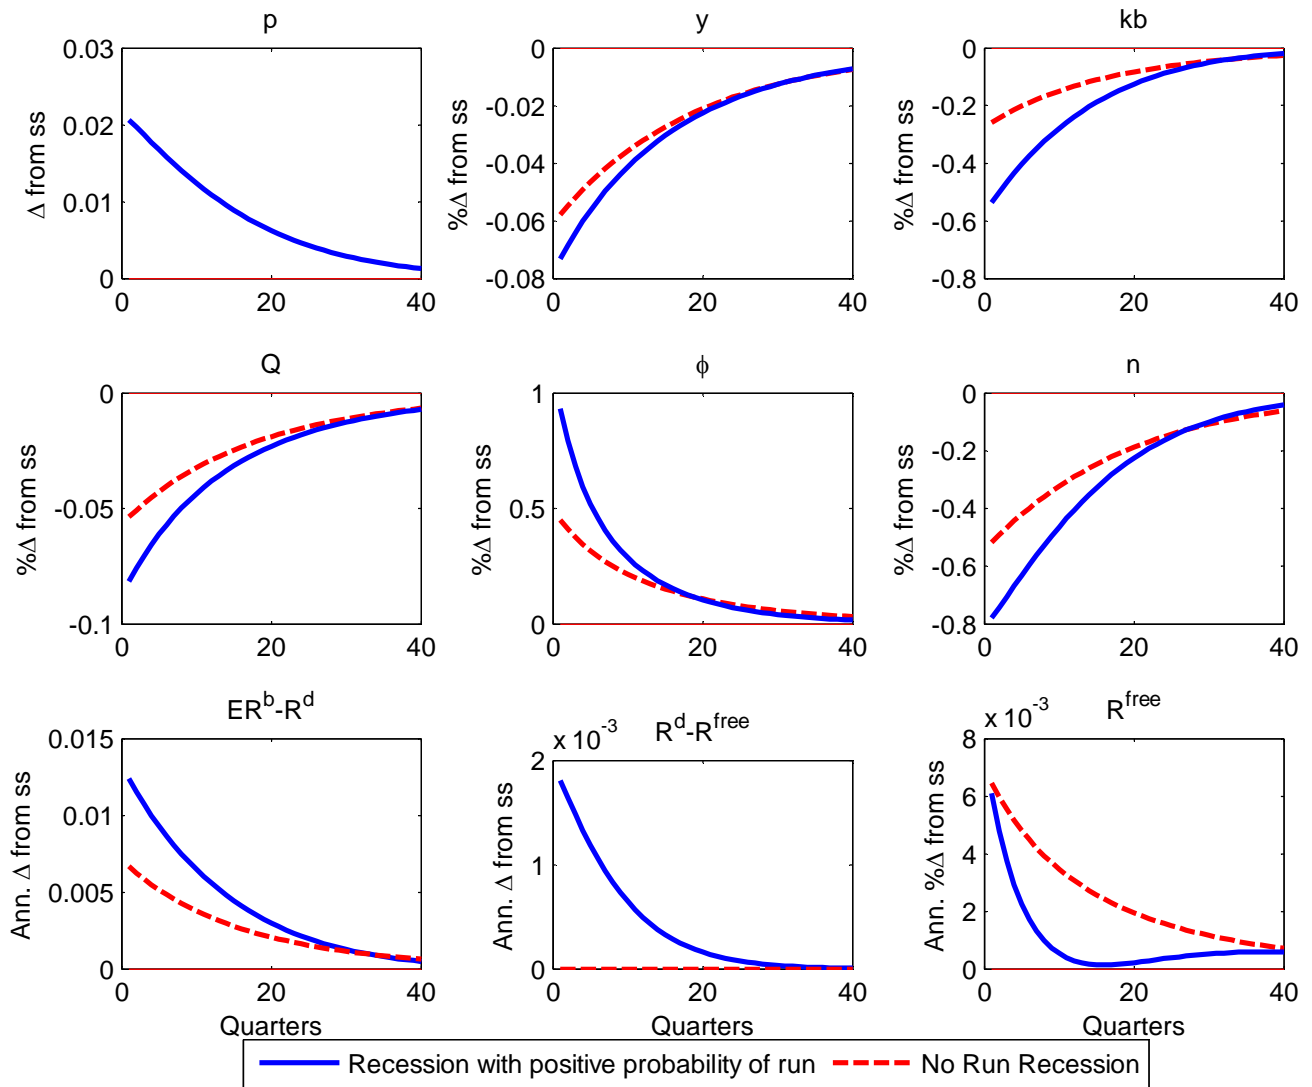 p
Δ from ss
0.03
0.02
0.01
0
0
20
40
y
%Δ from ss
0
-0.02
-0.04
-0.06
-0.08
0
20
40
kb
%Δ from ss
0
-0.2
-0.4
-0.6
-0.8
0
20
40
Q
%Δ from ss
0
-0.05
-0.1
0
20
40
ϕ
%Δ from ss
1
0.5
0
0
20
40
n
%Δ from ss
0
-0.2
-0.4
-0.6
-0.8
0
20
40
ER^b-R^d
Ann. Δ from ss
0.015
0.01
0.005
0
0
20
40
Quarters
x 10^-3
R^d-R^free
Ann. Δ from ss
2
1
0
0
20
40
Quarters
x 10^-3
R^free
Ann. %Δ from ss
8
6
4
2
0
0
20
40
Quarters
Recession with positive probability of run
No Run Recession